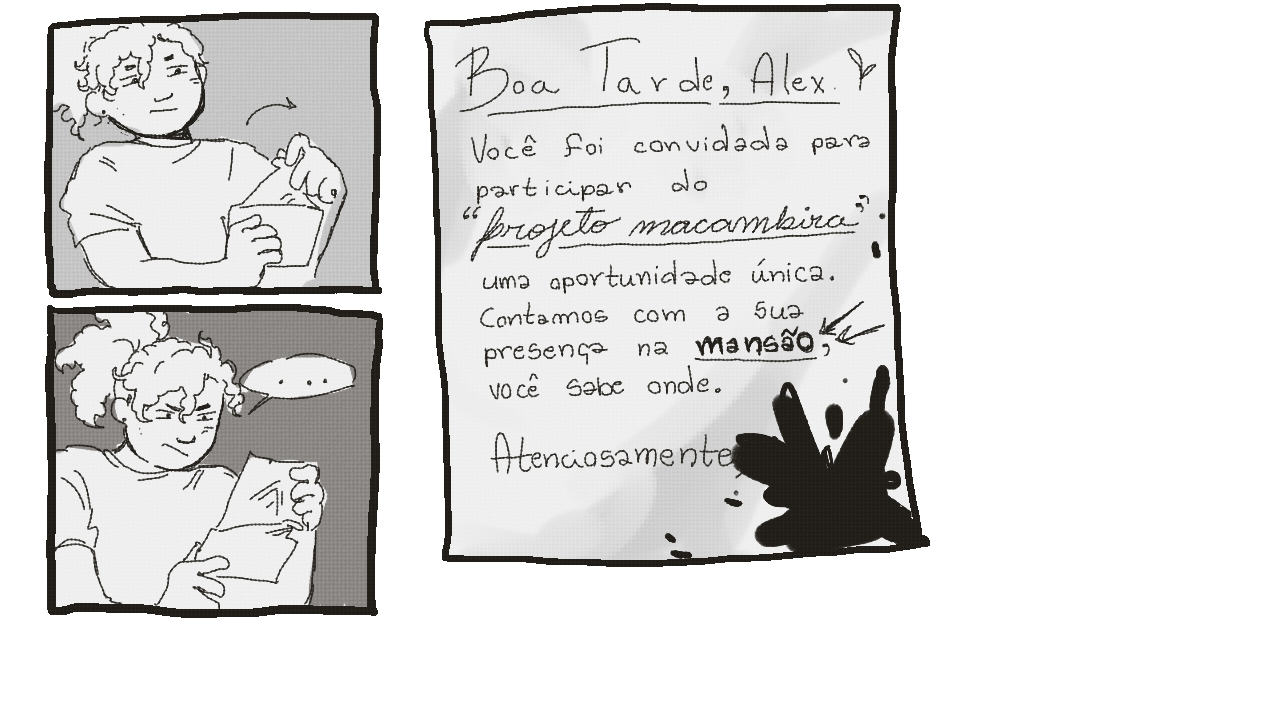 Boa Tarde, Alex.
Você foi convidada para
participar do
“projeto macambira”,
uma oportunidade única.
Contamos com a sua
presença na mansão,
você sabe onde.
Atenciosamente
...